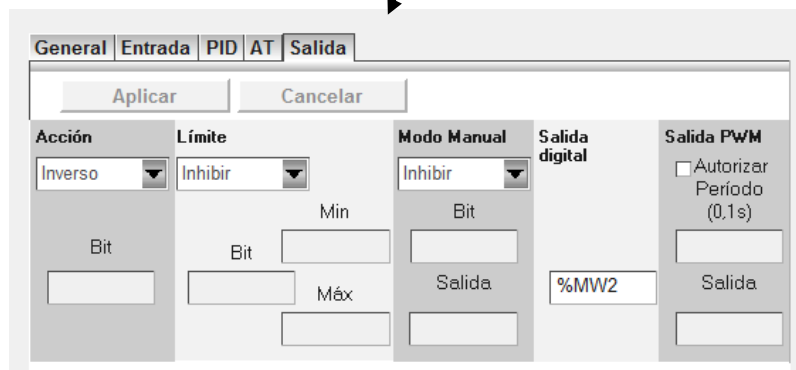 General Entrada PID AT Salida
Aplicar Cancelar
Acción
Inverso
Bit
Límite
Inhibir
Min
Bit
Máx
Modo Manual
Inhibir
Bit
Salida
Salida
digital
%MW2
Salida PWM
Autorizar
Período
(0,1s)
Salida